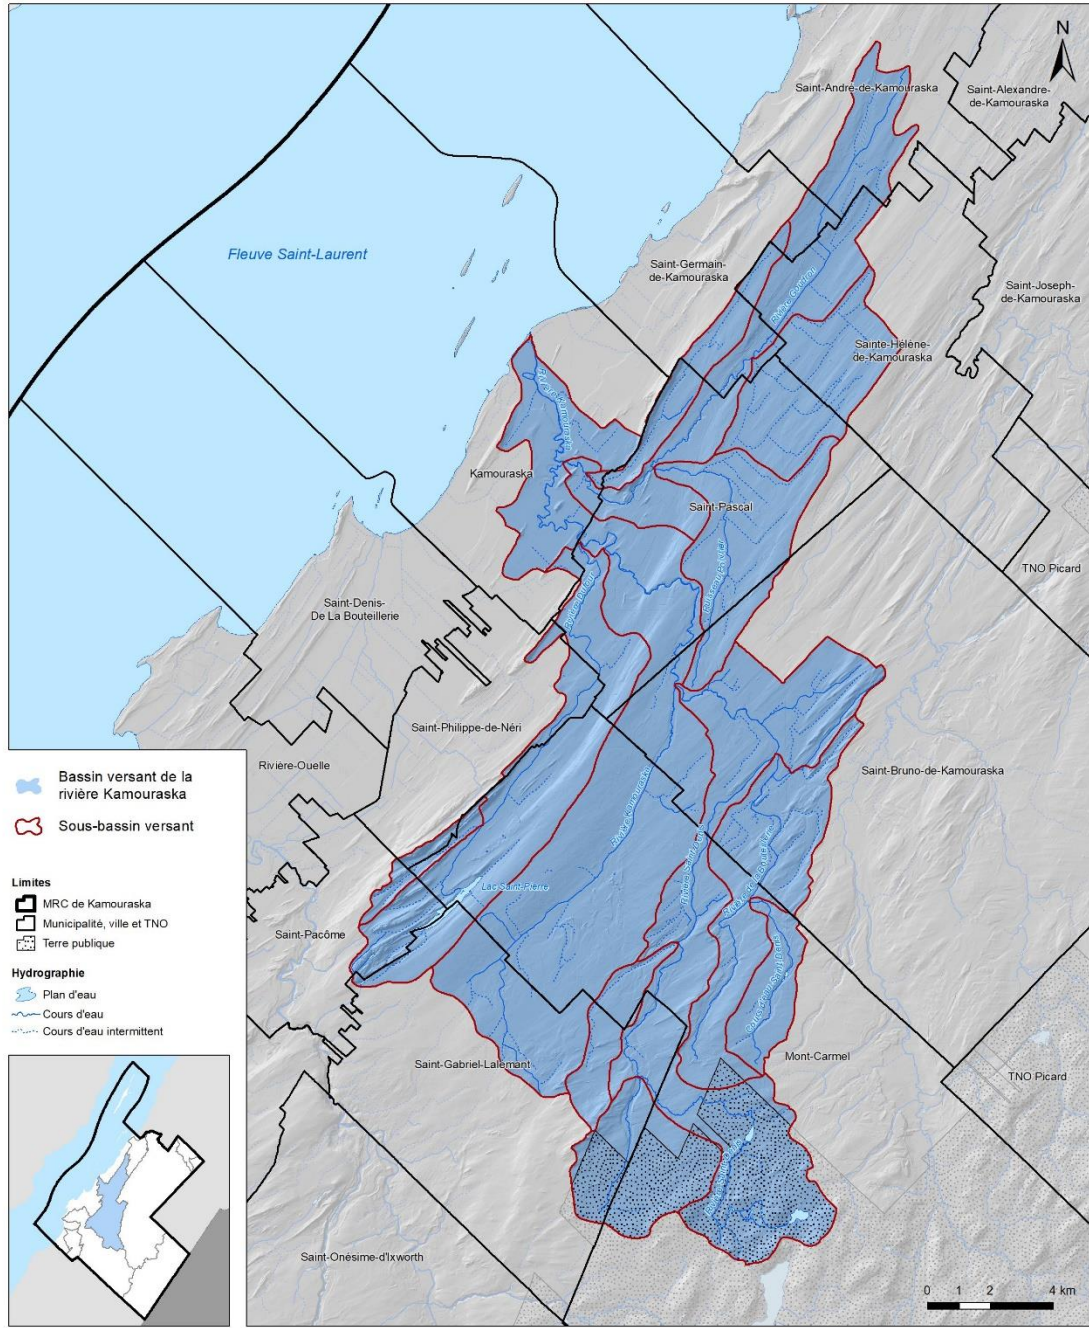 N
Saint-André-de-Kamouraska
Saint-Alexandre-
de-Kamouraska
Fleuve Saint-Laurent
Saint-Germain-
de-Kamouraska
Saint-Joseph-
de-Kamouraska
Rivière Goudron
Sainte-Hélène-
de-Kamouraska
Rivière Kamouraska
Kamouraska
Saint-Pascal
TNO Picard
Saint-Denis-
De La Bouteillerie
Saint-Philippe-de-Néri
Rivière-Ouelle
Saint-Bruno-de-Kamouraska
Rivière Kamouraska
Lac Saint-Pierre
Saint-Pacôme
Saint-Gabriel-Lalemant
Mont-Carmel
TNO Picard
Saint-Onésime-d'Ixworth
Bassin versant de la
rivière Kamouraska
Sous-bassin versant
Limites
MRC de Kamouraska
Municipalité, ville et TNO
Terre publique
Hydrographie
Plan d'eau
Cours d'eau
Cours d'eau intermittent
0 1 2 4 km